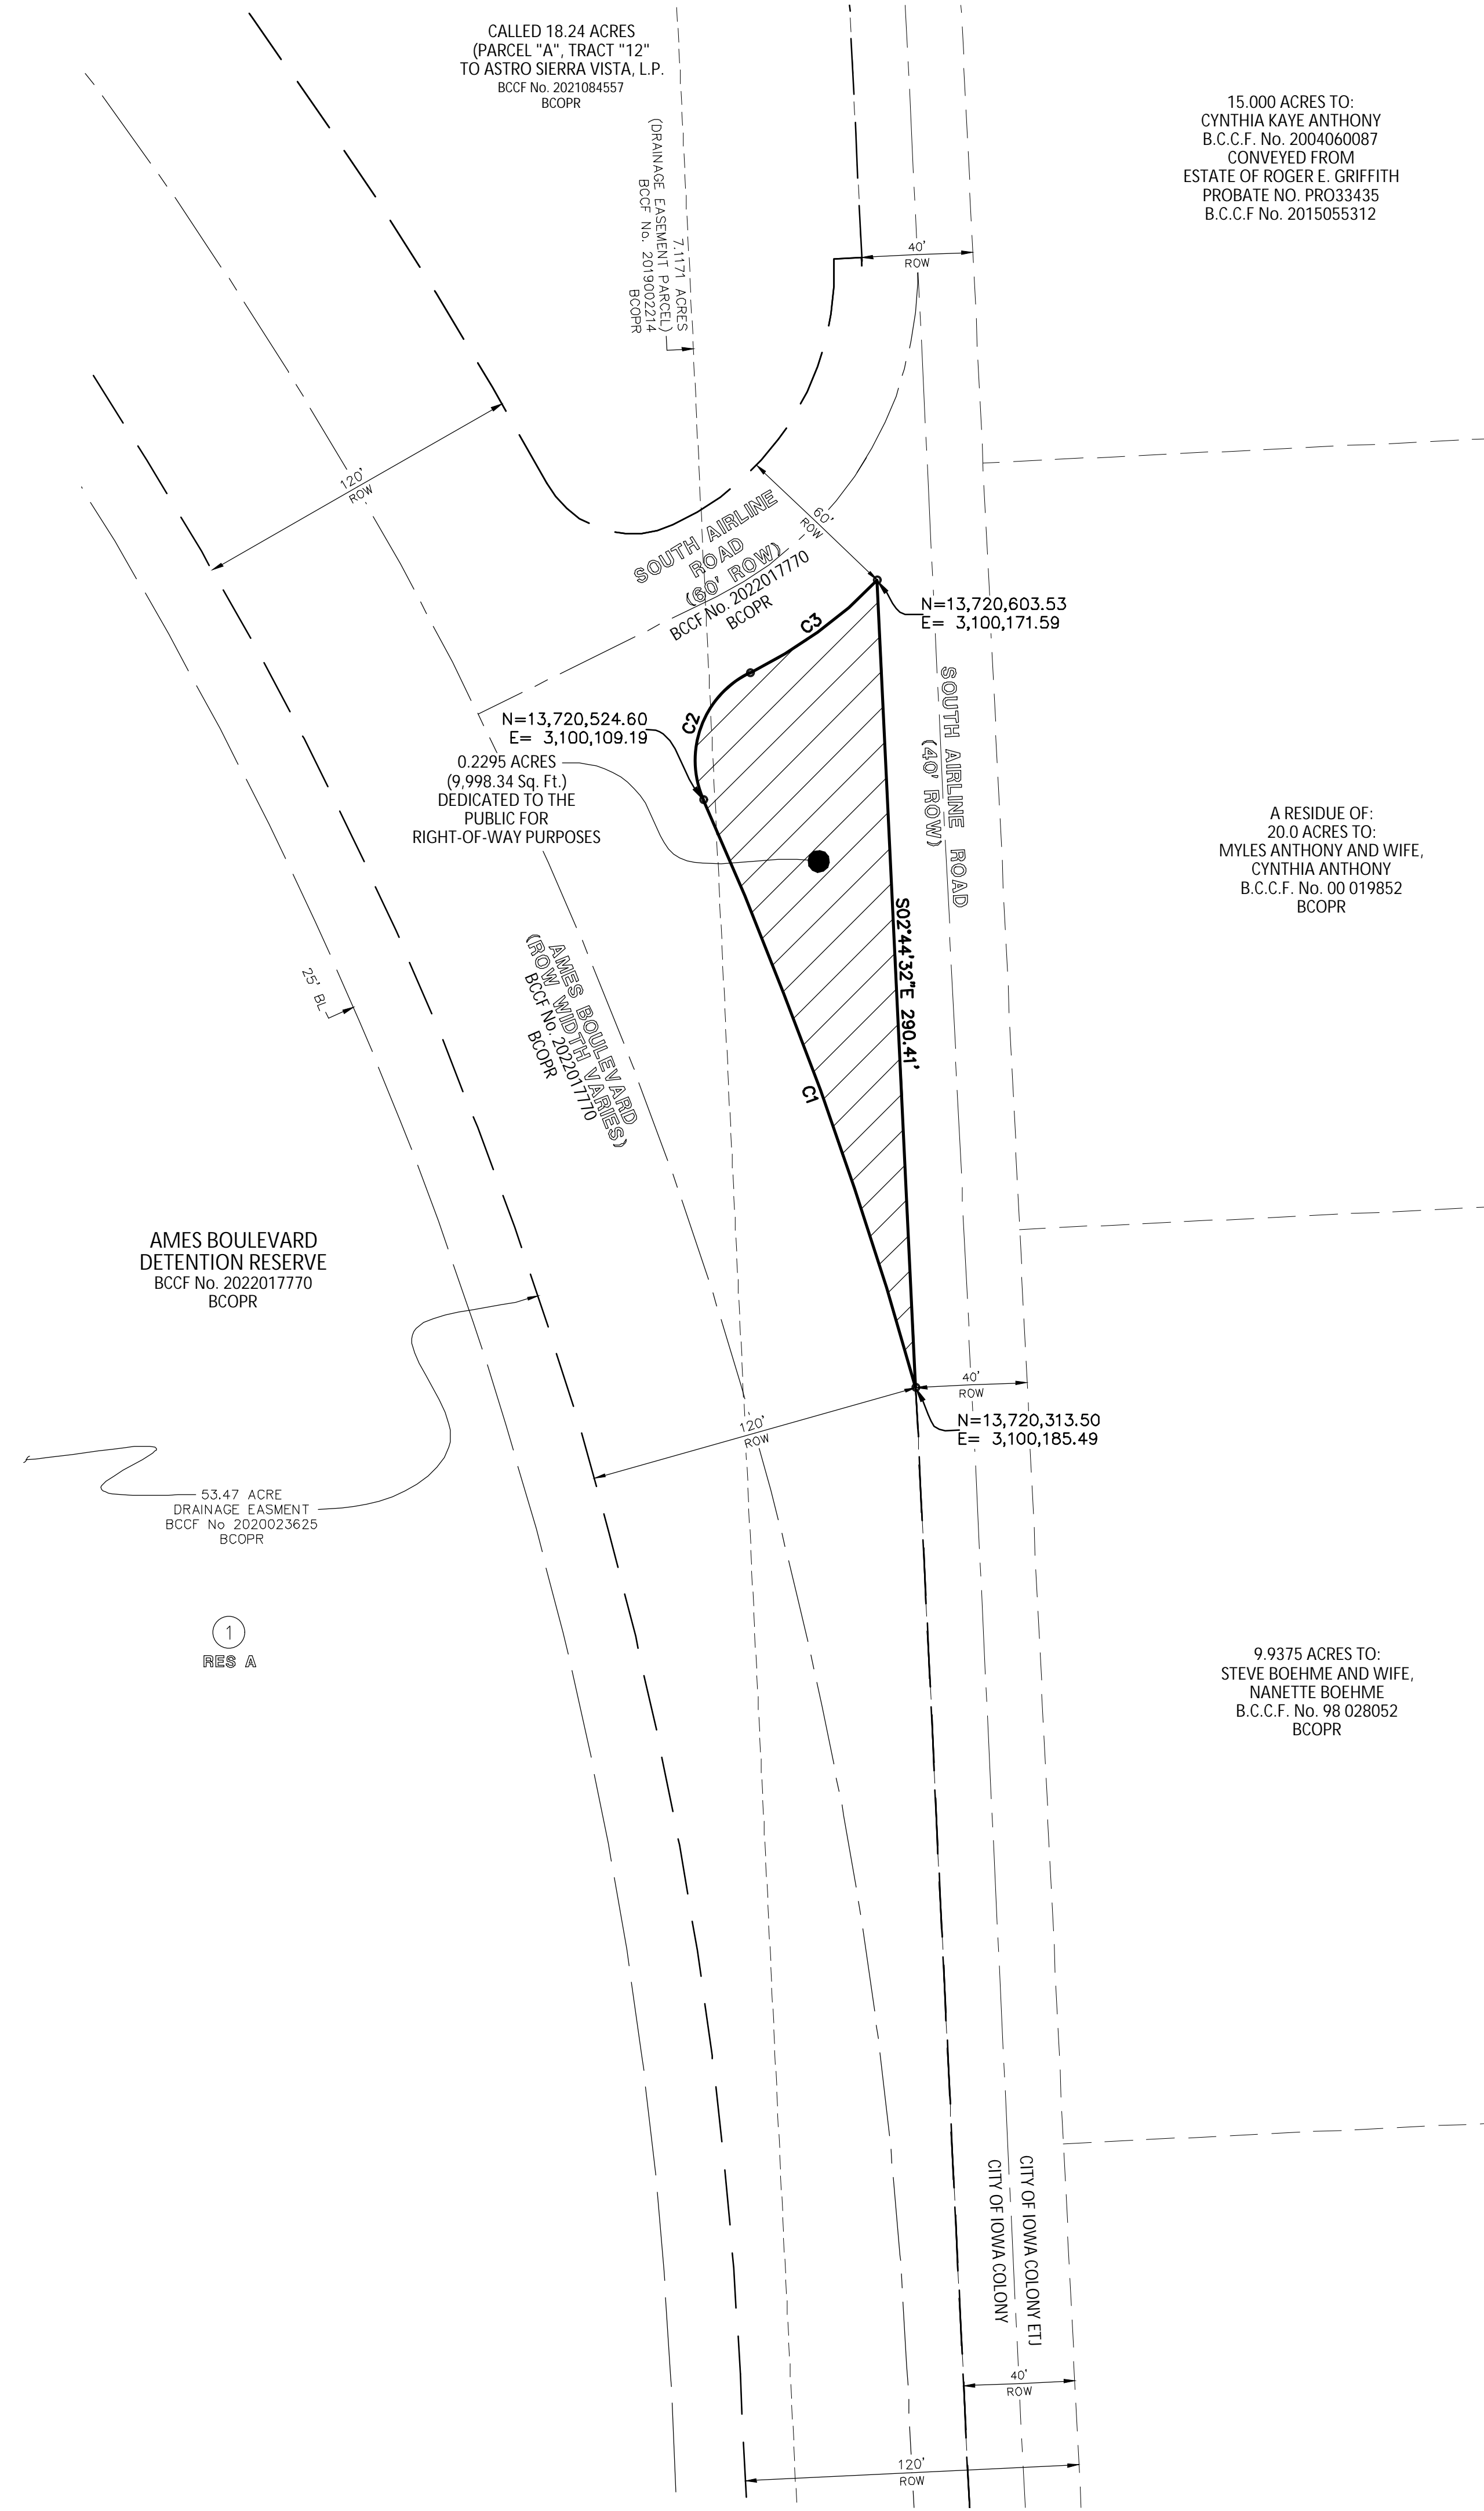 CALLED 18.24 ACRES
(PARCEL "A", TRACT "12"
TO ASTRO SIERRA VISTA, L.P.
BCCF No. 2021084557
BCOPR
7.1171 ACRES
(DRAINAGE EASEMENT PARCEL)
BCCF No. 2019002214
BCOPR
15.000 ACRES TO:
CYNTHIA KAYE ANTHONY
B.C.C.F. No. 2004060087
CONVEYED FROM
ESTATE OF ROGER E. GRIFFITH
PROBATE NO. PRO33435
B.C.C.F No. 2015055312
40'
ROW
120'
ROW
60'
ROW
SOUTH AIRLINE
ROAD
(60' ROW)
BCCF No. 2022017770
BCOPR
N=13,720,603.53
E= 3,100,171.59
C3
C2
N=13,720,524.60
E= 3,100,109.19
0.2295 ACRES
(9,998.34 Sq. Ft.)
DEDICATED TO THE
PUBLIC FOR
RIGHT-OF-WAY PURPOSES
SOUTH AIRLINE ROAD
(40' ROW)
A RESIDUE OF:
20.0 ACRES TO:
MYLES ANTHONY AND WIFE,
CYNTHIA ANTHONY
B.C.C.F. No. 00 019852
BCOPR
S02°44'32"E 290.41'
25' BL
AMES BOULEVARD
(ROW WIDTH VARIES)
BCCF No. 2022017770
BCOPR
C1
AMES BOULEVARD
DETENTION RESERVE
BCCF No. 2022017770
BCOPR
40'
ROW
N=13,720,313.50
E= 3,100,185.49
120'
ROW
53.47 ACRE
DRAINAGE EASMENT
BCCF No 2020023625
BCOPR
1
RES A
9.9375 ACRES TO:
STEVE BOEHME AND WIFE,
NANETTE BOEHME
B.C.C.F. No. 98 028052
BCOPR
CITY OF IOWA COLONY ETJ
CITY OF IOWA COLONY
40'
ROW
120'
ROW